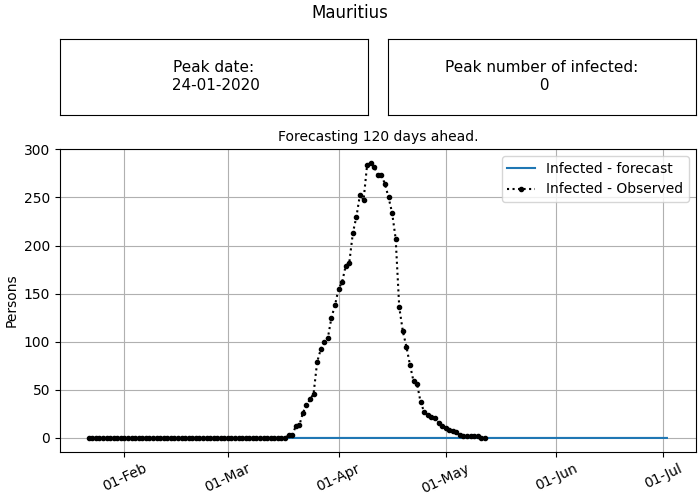 Mauritius
Peak date:
24-01-2020
Peak number of infected:
0
Forecasting 120 days ahead.
Infected - forecast
Infected - Observed
Persons
300
250
200
150
100
50
0
01-Feb
01-Mar
01-Apr
01-May
01-Jun
01-Jul